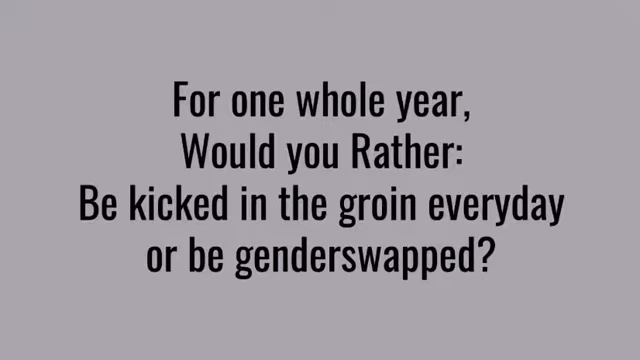 For one whole year,
Would you Rather:
Be kicked in the groin everyday
or be genderswapped?